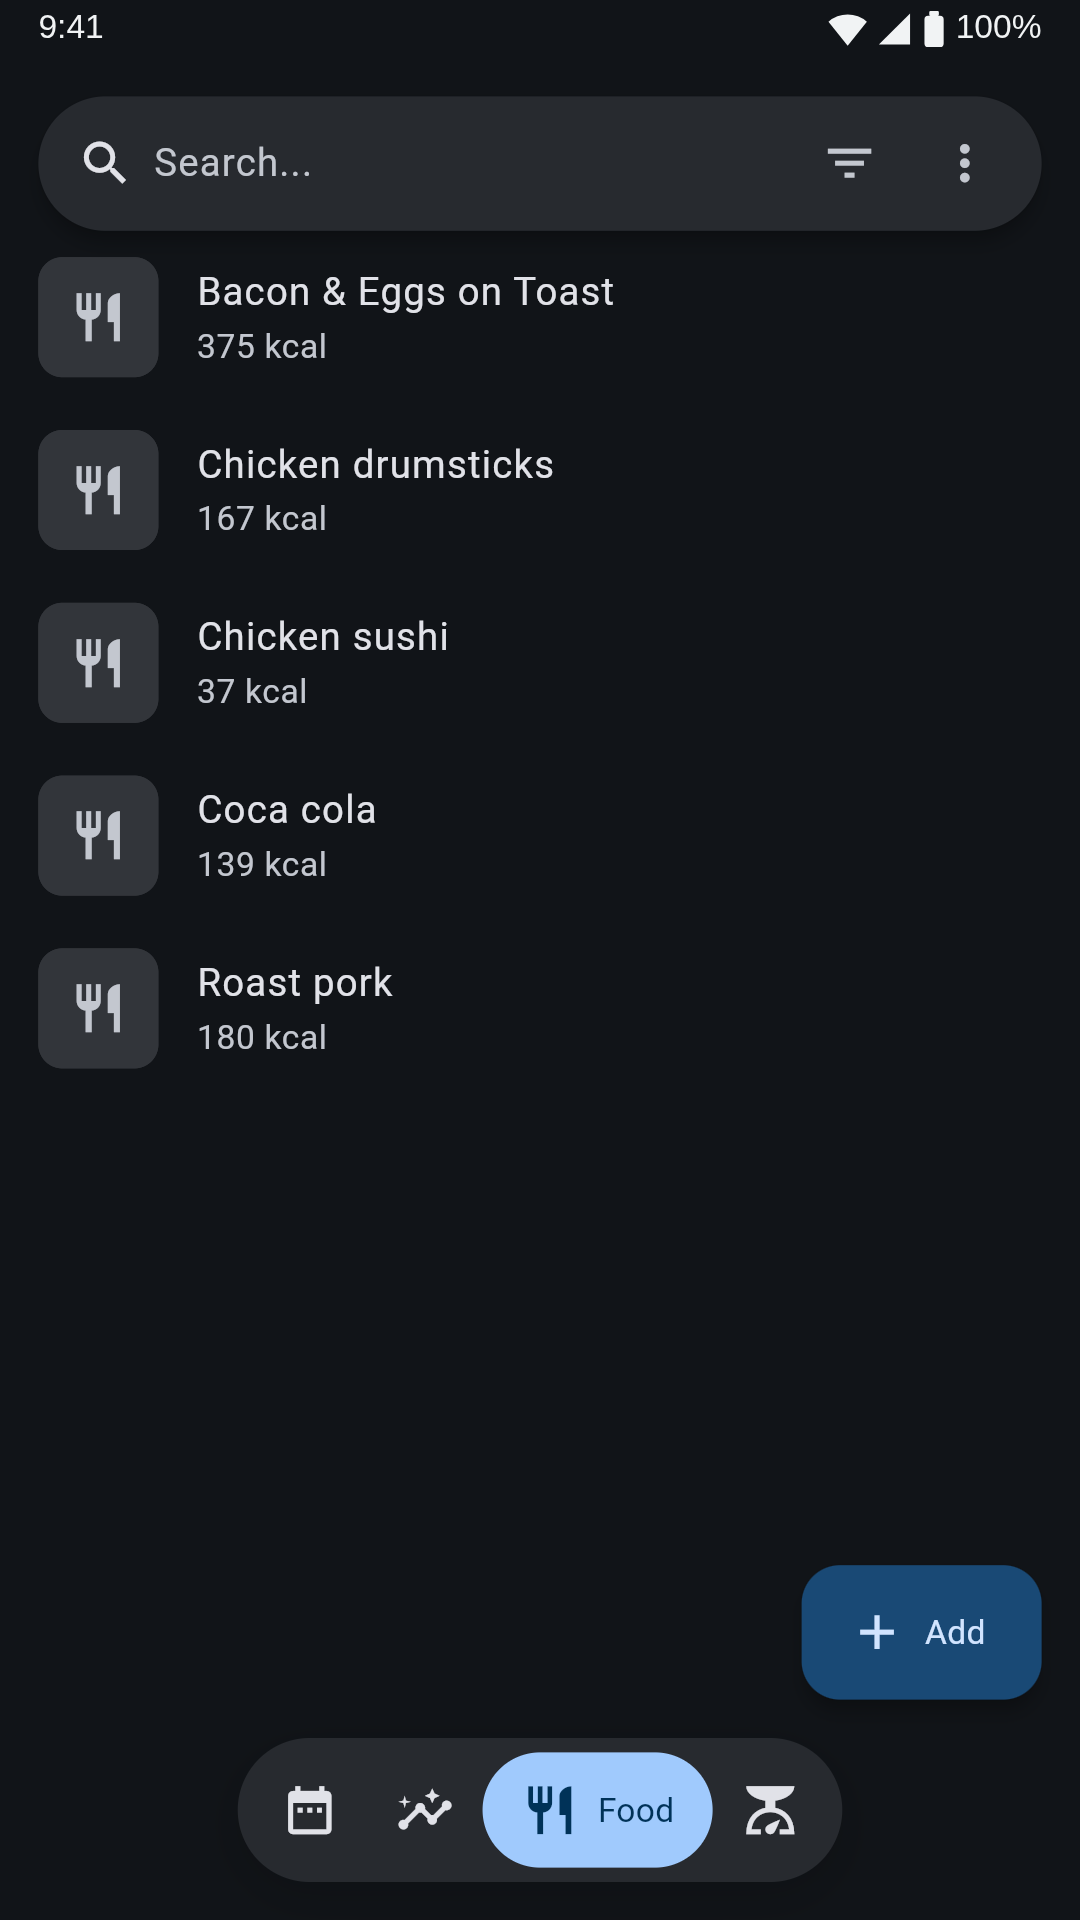 9:41
100%
Search...
Bacon & Eggs on Toast
375 kcal
Chicken drumsticks
167 kcal
Chicken sushi
37 kcal
Coca cola
139 kcal
Roast pork
180 kcal
Add
Food